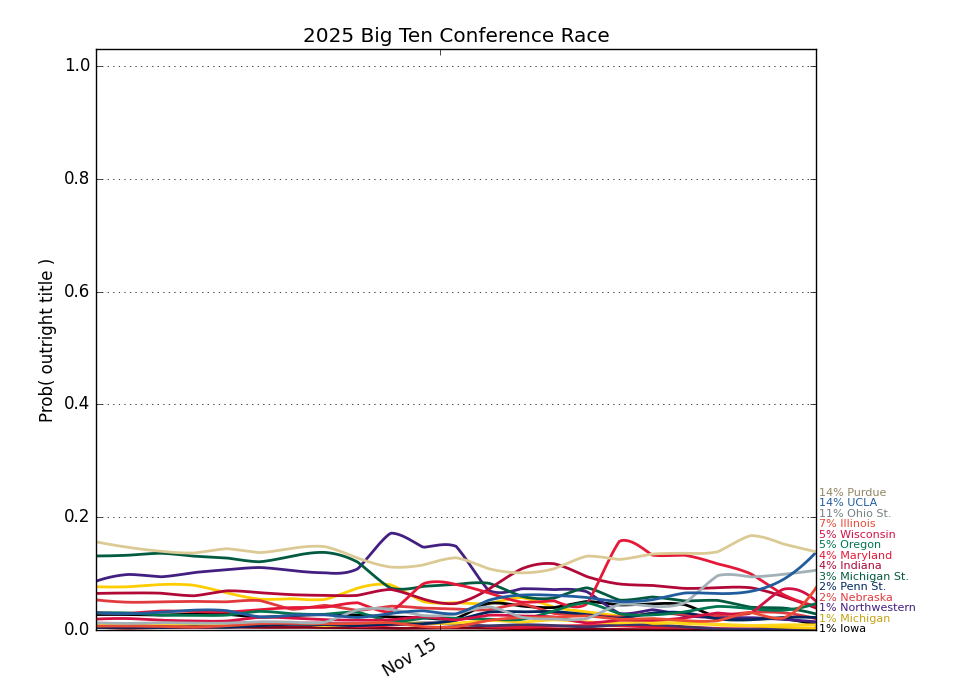 2025 Big Ten Conference Race
Prob( outright title )
1.0
0.8
0.6
0.4
0.2
0.0
Nov 15
14% Purdue
14% UCLA
11% Ohio St.
7% Illinois
5% Wisconsin
5% Oregon
4% Maryland
4% Indiana
3% Michigan St.
2% Penn St.
2% Nebraska
1% Northwestern
1% Michigan
1% Iowa